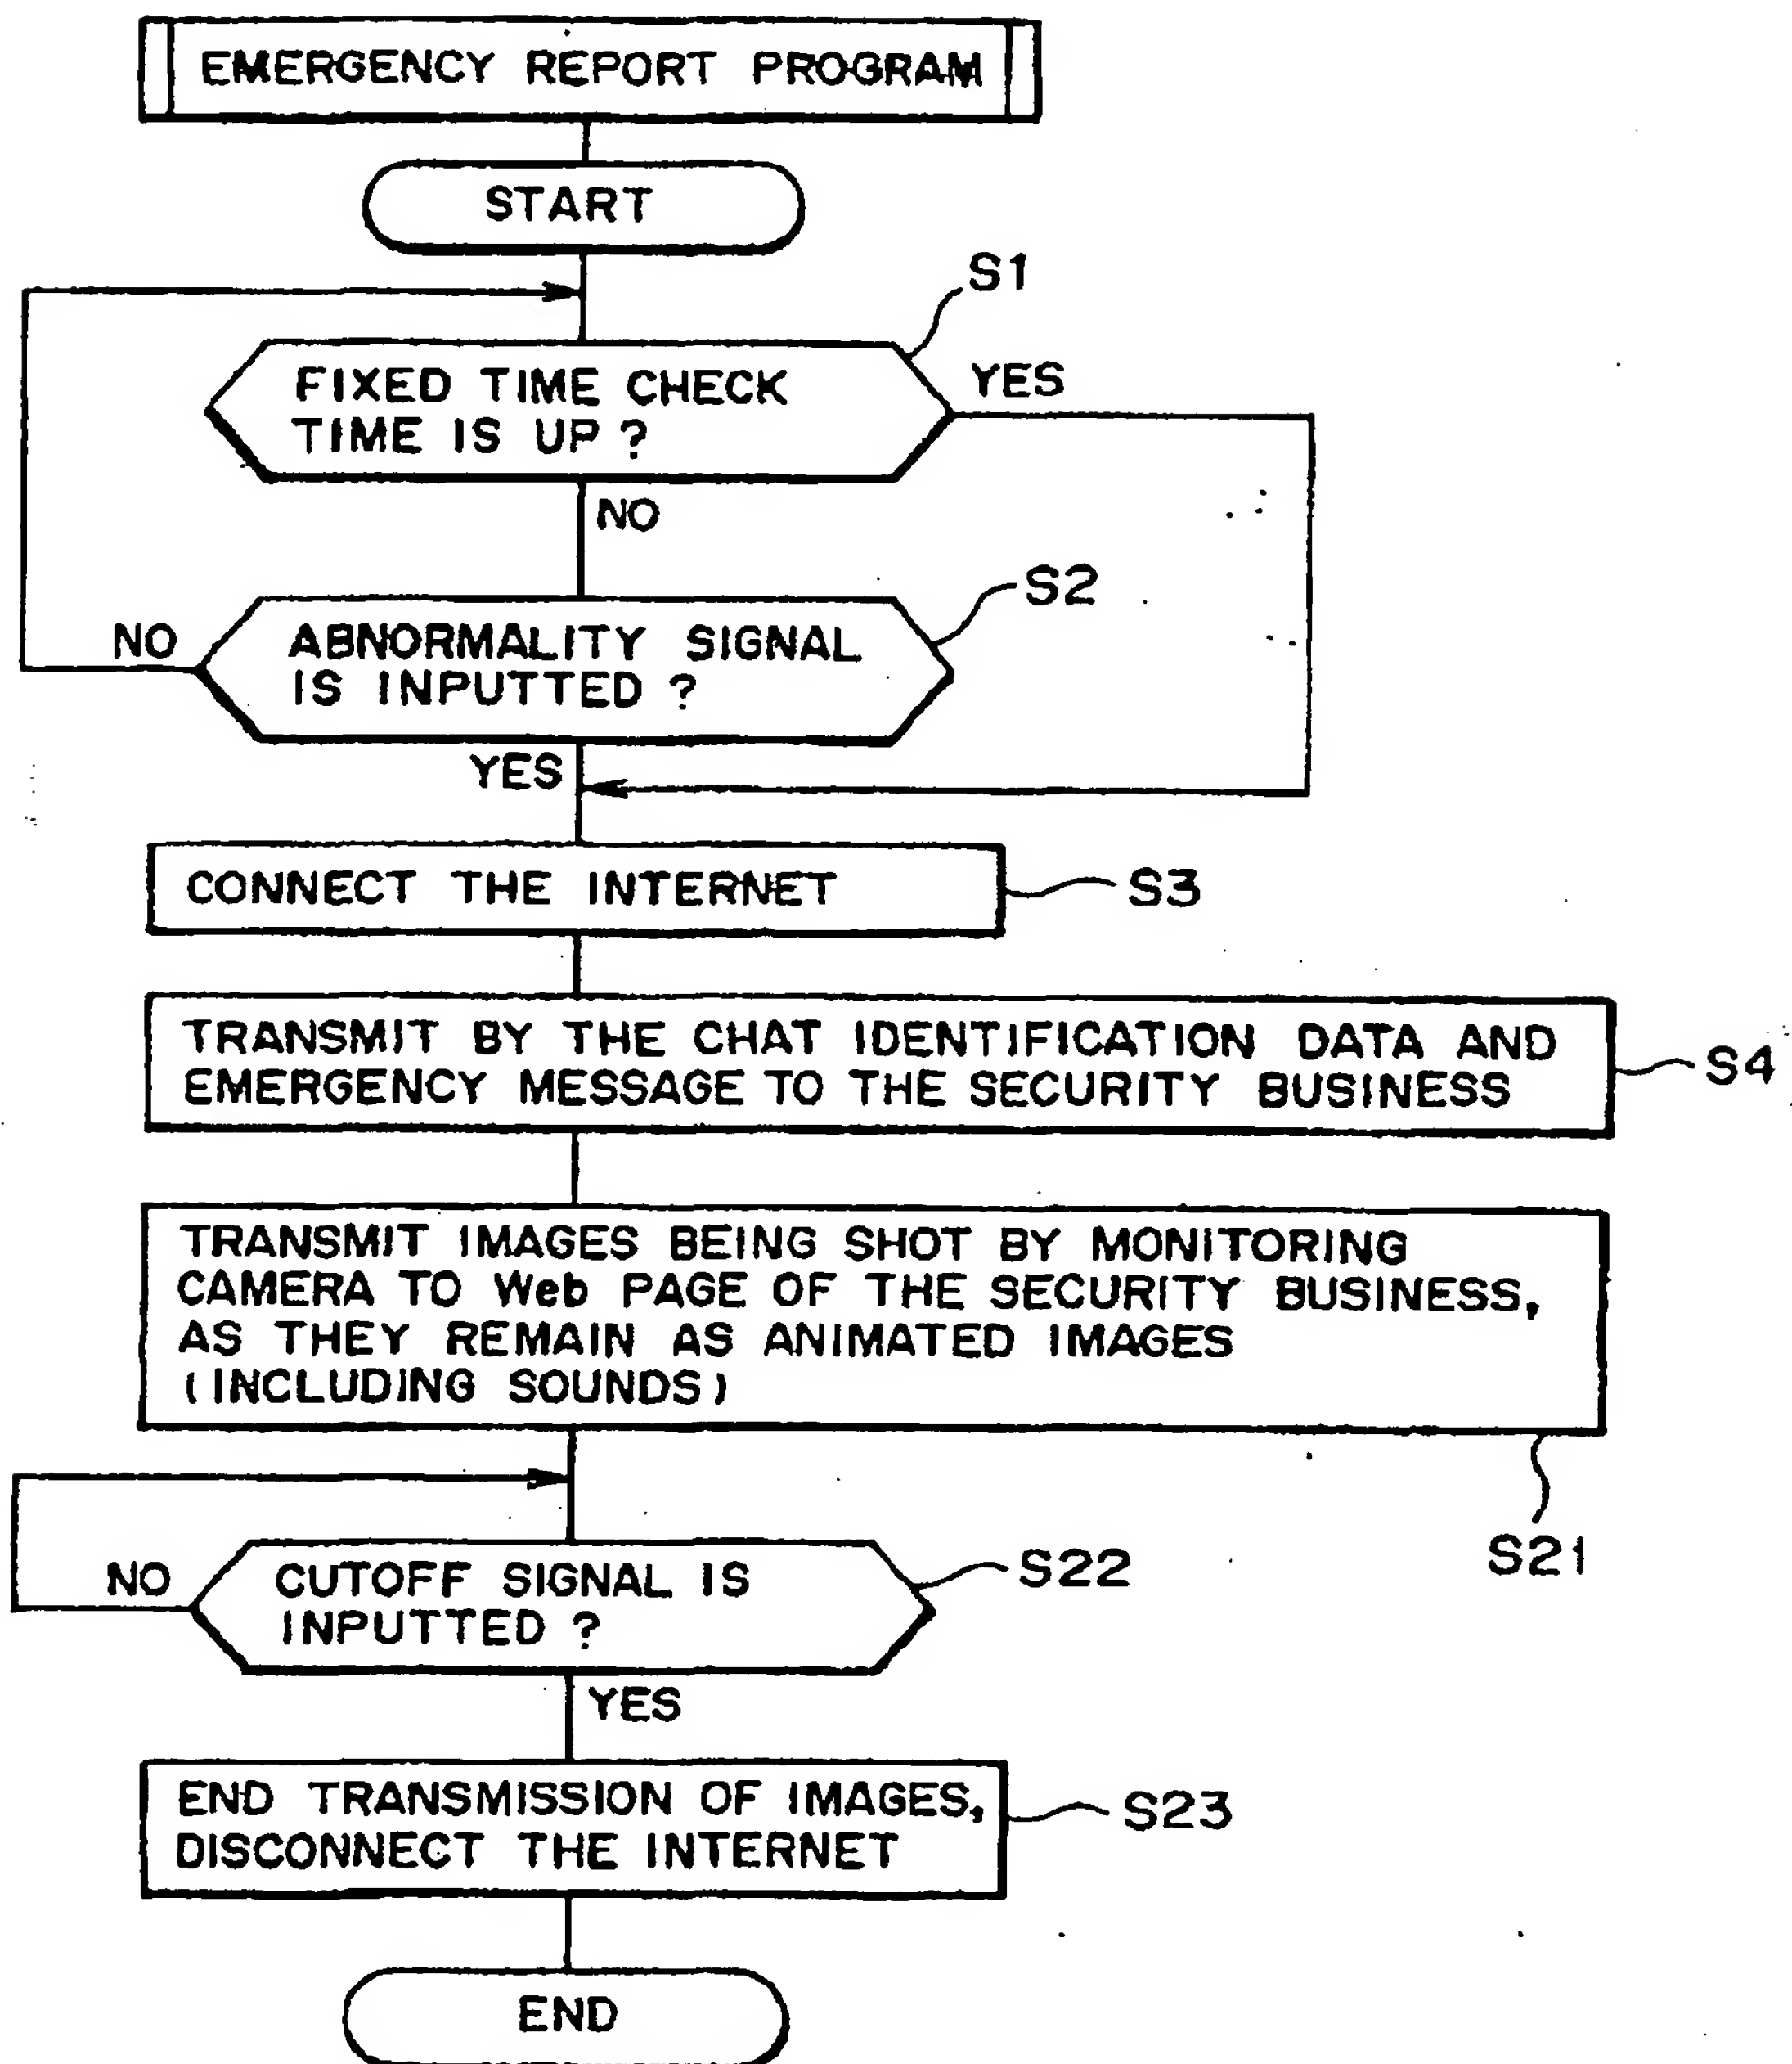 EMERGENCY REPORT PROGRAM
START
S1
FIXED TIME CHECK
TIME IS UP ?
YES
NO
S2
ABNORMALITY SIGNAL
IS INPUTTED ?
NO
YES
CONNECT THE INTERNET
S3
TRANSMIT BY THE CHAT IDENTIFICATION DATA AND
EMERGENCY MESSAGE TO THE SECURITY BUSINESS
S4
TRANSMIT IMAGES BEING SHOT BY MONITORING
CAMERA TO Web PAGE OF THE SECURITY BUSINESS,
AS THEY REMAIN AS ANIMATED IMAGES
(INCLUDING SOUNDS)
S21
NO
CUTOFF SIGNAL IS
INPUTTED ?
S22
YES
END TRANSMISSION OF IMAGES,
DISCONNECT THE INTERNET
S23
END